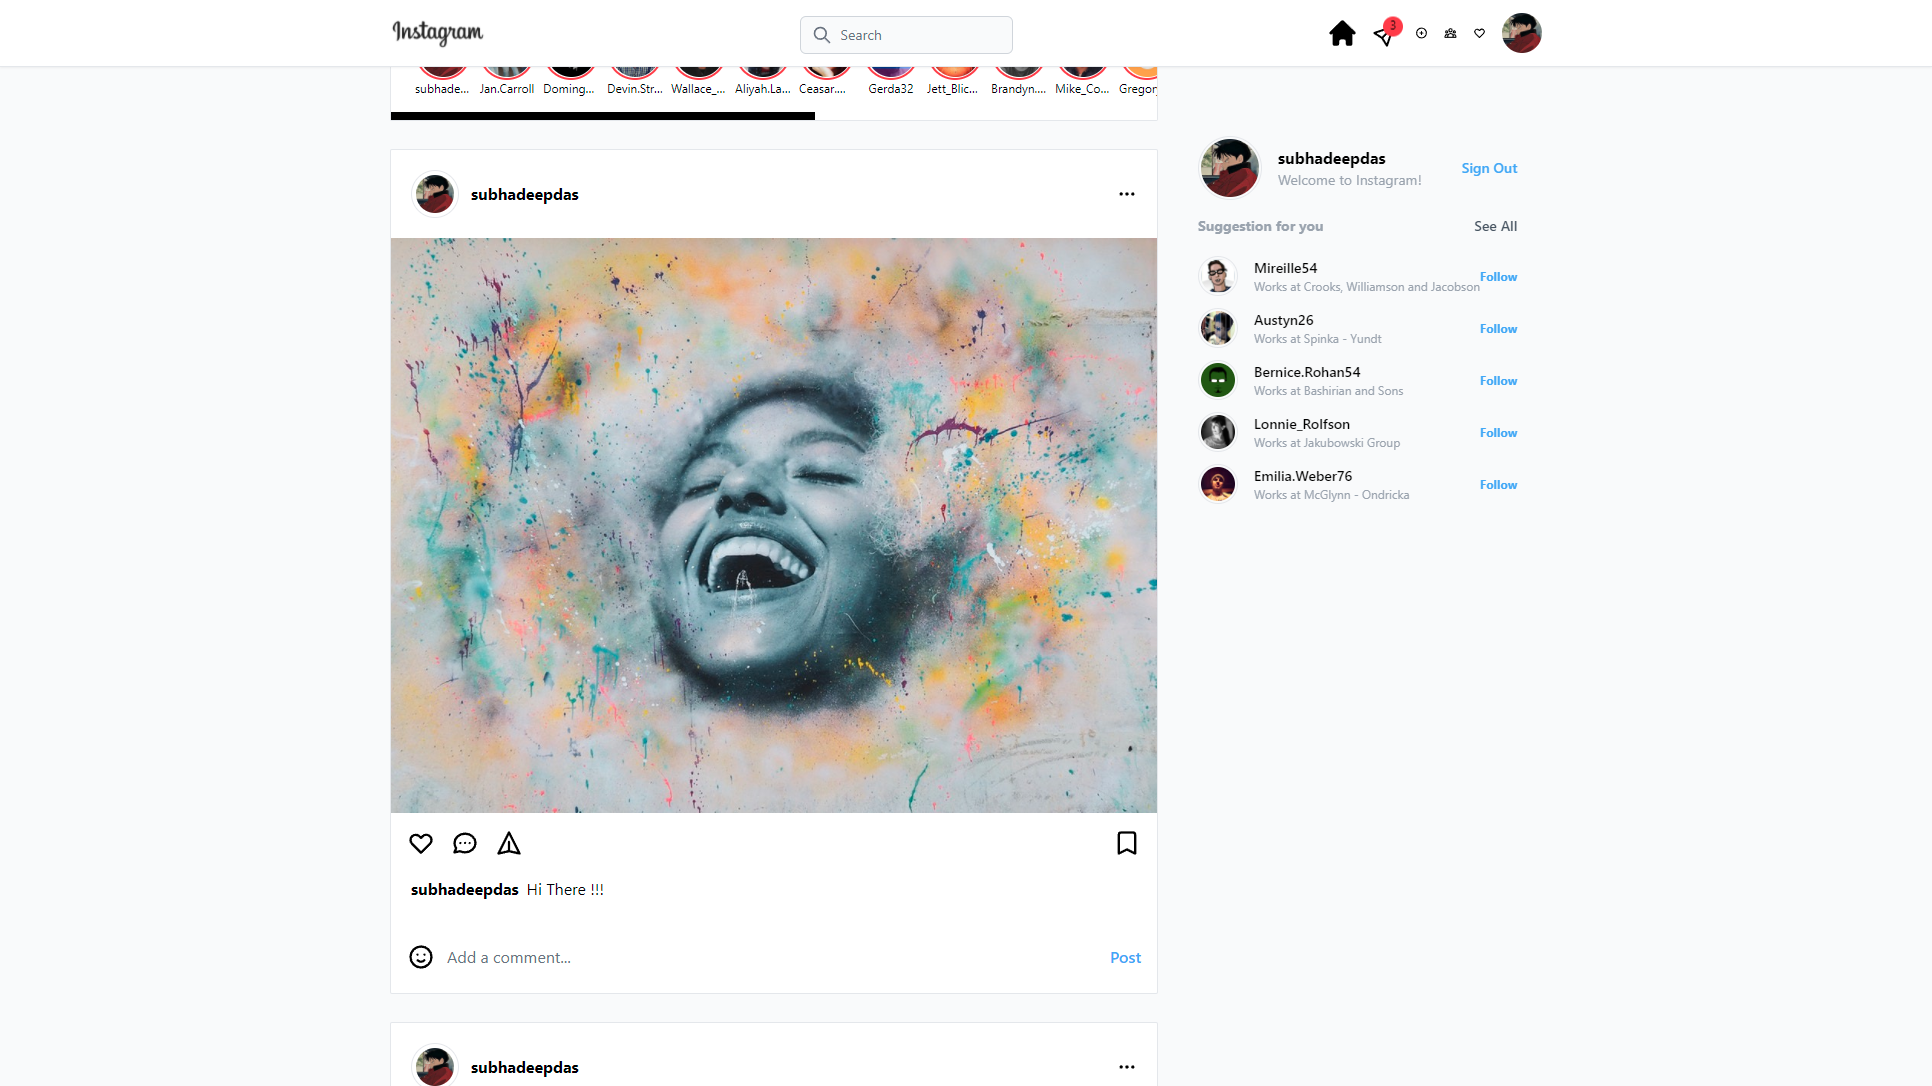 Instagram
Search
3
subhade...
Jan.Carroll
Doming...
Devin.Str...
Wallace_...
Aliyah.La...
Ceasar....
Gerda32
Jett_Blic...
Brandyn....
Mike_Co...
Gregory
subhadeepdas
subhadeepdas
Welcome to Instagram!
Sign Out
Suggestion for you
See All
Mireille54
Works at Crooks, Williamson and Jacobson
Follow
Austyn26
Works at Spinka - Yundt
Follow
Bernice.Rohan54
Works at Bashirian and Sons
Follow
Lonnie_Rolfson
Works at Jakubowski Group
Follow
Emilia.Weber76
Works at McGlynn - Ondricka
Follow
subhadeepdas Hi There !!!
Add a comment...
Post
subhadeepdas